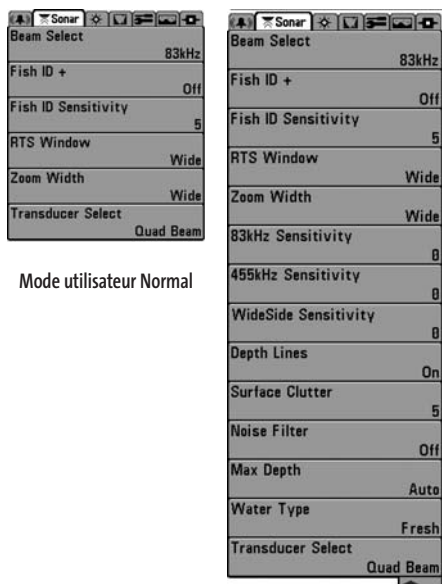 Sonar
Beam Select
83kHz
Fish ID +
Off
Fish ID Sensitivity
5
RTS Window
Wide
Zoom Width
Wide
Transducer Select
Quad Beam
Mode utilisateur Normal
Sonar
Beam Select
83kHz
Fish ID +
Off
Fish ID Sensitivity
5
RTS Window
Wide
Zoom Width
Wide
83kHz Sensitivity
0
455kHz Sensitivity
0
WideSide Sensitivity
0
Depth Lines
On
Surface Clutter
5
Noise Filter
Off
Max Depth
Auto
Water Type
Fresh
Transducer Select
Quad Beam